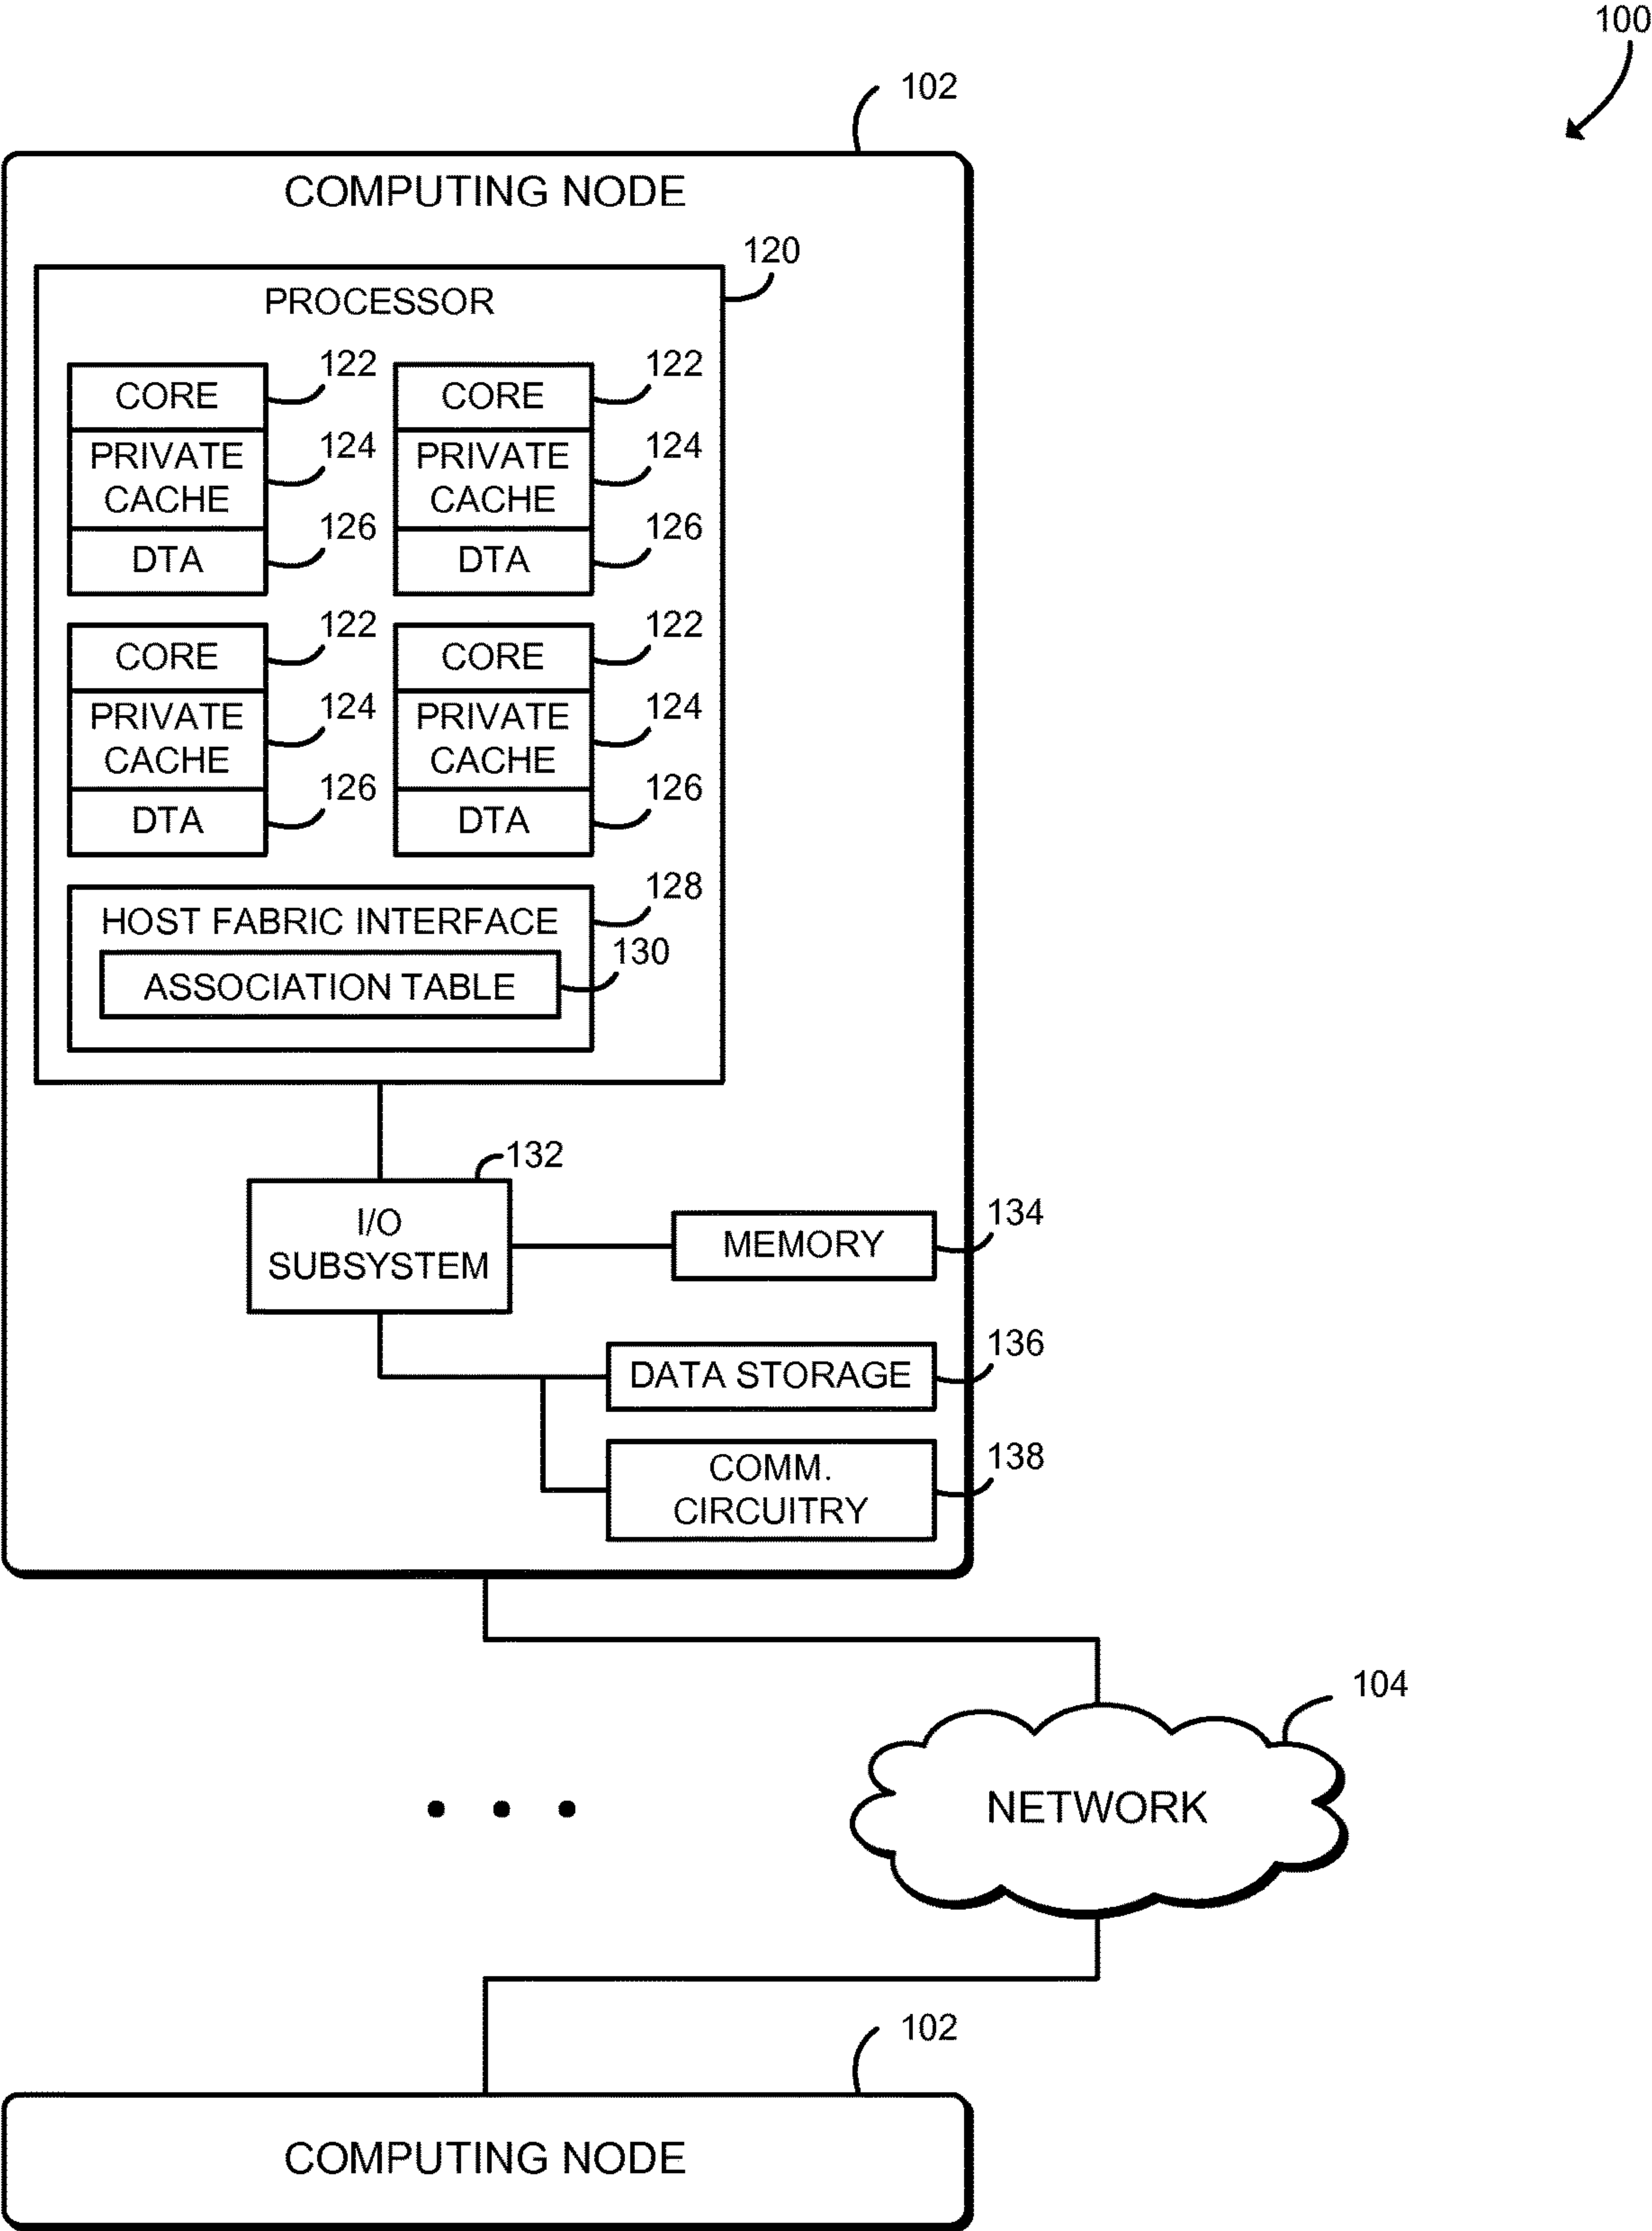 100
102
COMPUTING NODE
120
PROCESSOR
122 122
CORE CORE
124 124
PRIVATE PRIVATE
CACHE CACHE
126 126
DTA DTA
122 122
CORE CORE
124 124
PRIVATE PRIVATE
CACHE CACHE
126 126
DTA DTA
128
HOST FABRIC INTERFACE
130
ASSOCIATION TABLE
132
I/O
SUBSYSTEM
134
MEMORY
136
DATA STORAGE
138
COMM.
CIRCUITRY
104
NETWORK
102
COMPUTING NODE